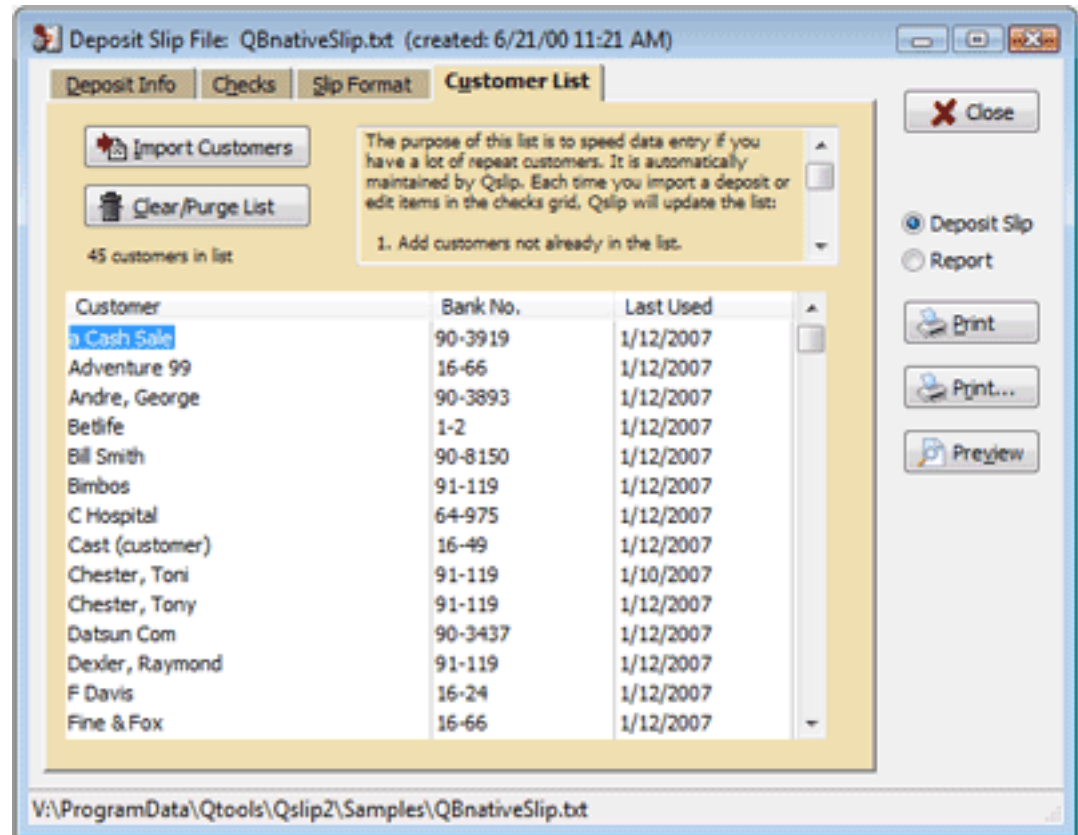 Deposit Slip File: QBnativeSlip.txt (created: 6/21/00 11:21 AM)
Deposit Info Checks Slip Format Customer List
Close
Import Customers
Clear/Purge List
45 customers in list
The purpose of this list is to speed data entry if you
have a lot of repeat customers. It is automatically
maintained by Qslip. Each time you import a deposit or
edit items in the checks grid, Qslip will update the list:
1. Add customers not already in the list.
Deposit Slip
Report
Print
Print...
Preview
Customer Bank No. Last Used
a Cash Sale 90-3919 1/12/2007
Adventure 99 16-66 1/12/2007
Andre, George 90-3893 1/12/2007
Betlife 1-2 1/12/2007
Bill Smith 90-8150 1/12/2007
Bimbos 91-119 1/12/2007
C Hospital 64-975 1/12/2007
Cast (customer) 16-49 1/12/2007
Chester, Toni 91-119 1/10/2007
Chester, Tony 91-119 1/12/2007
Datsun Com 90-3437 1/12/2007
Dexler, Raymond 91-119 1/12/2007
F Davis 16-24 1/12/2007
Fine & Fox 16-66 1/12/2007
V:\ProgramData\Qtools\Qslip2\Samples\QBnativeSlip.txt